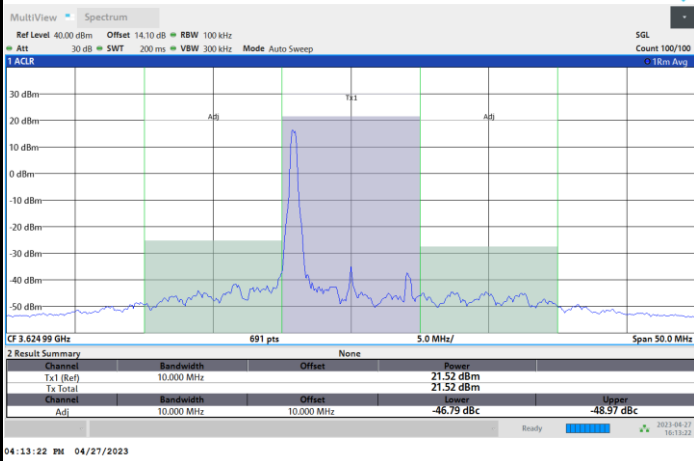 MultiView Spectrum
Ref Level 40.00 dBm Offset 14.10 dB RBW 100 kHz SGL
Att 30 dB SWT 200 ms VBW 300 kHz Mode Auto Sweep Count 100/100
1 ACLR 1Rm Avg
Tx1
30 dBm
Adj Adj
20 dBm
10 dBm
0 dBm
-10 dBm
-20 dBm
-30 dBm
-40 dBm
-50 dBm
CF 3.624 99 GHz 691 pts 5.0 MHz/ Span 50.0 MHz
2 Result Summary None
Channel Bandwidth Offset Power
Tx1 (Ref) 10.000 MHz 21.52 dBm
Tx Total 21.52 dBm
Channel Bandwidth Offset Lower Upper
Adj 10.000 MHz 10.000 MHz -46.79 dBc -48.97 dBc
Ready 2023-04-27
16:13:22
04:13:22 PM 04/27/2023